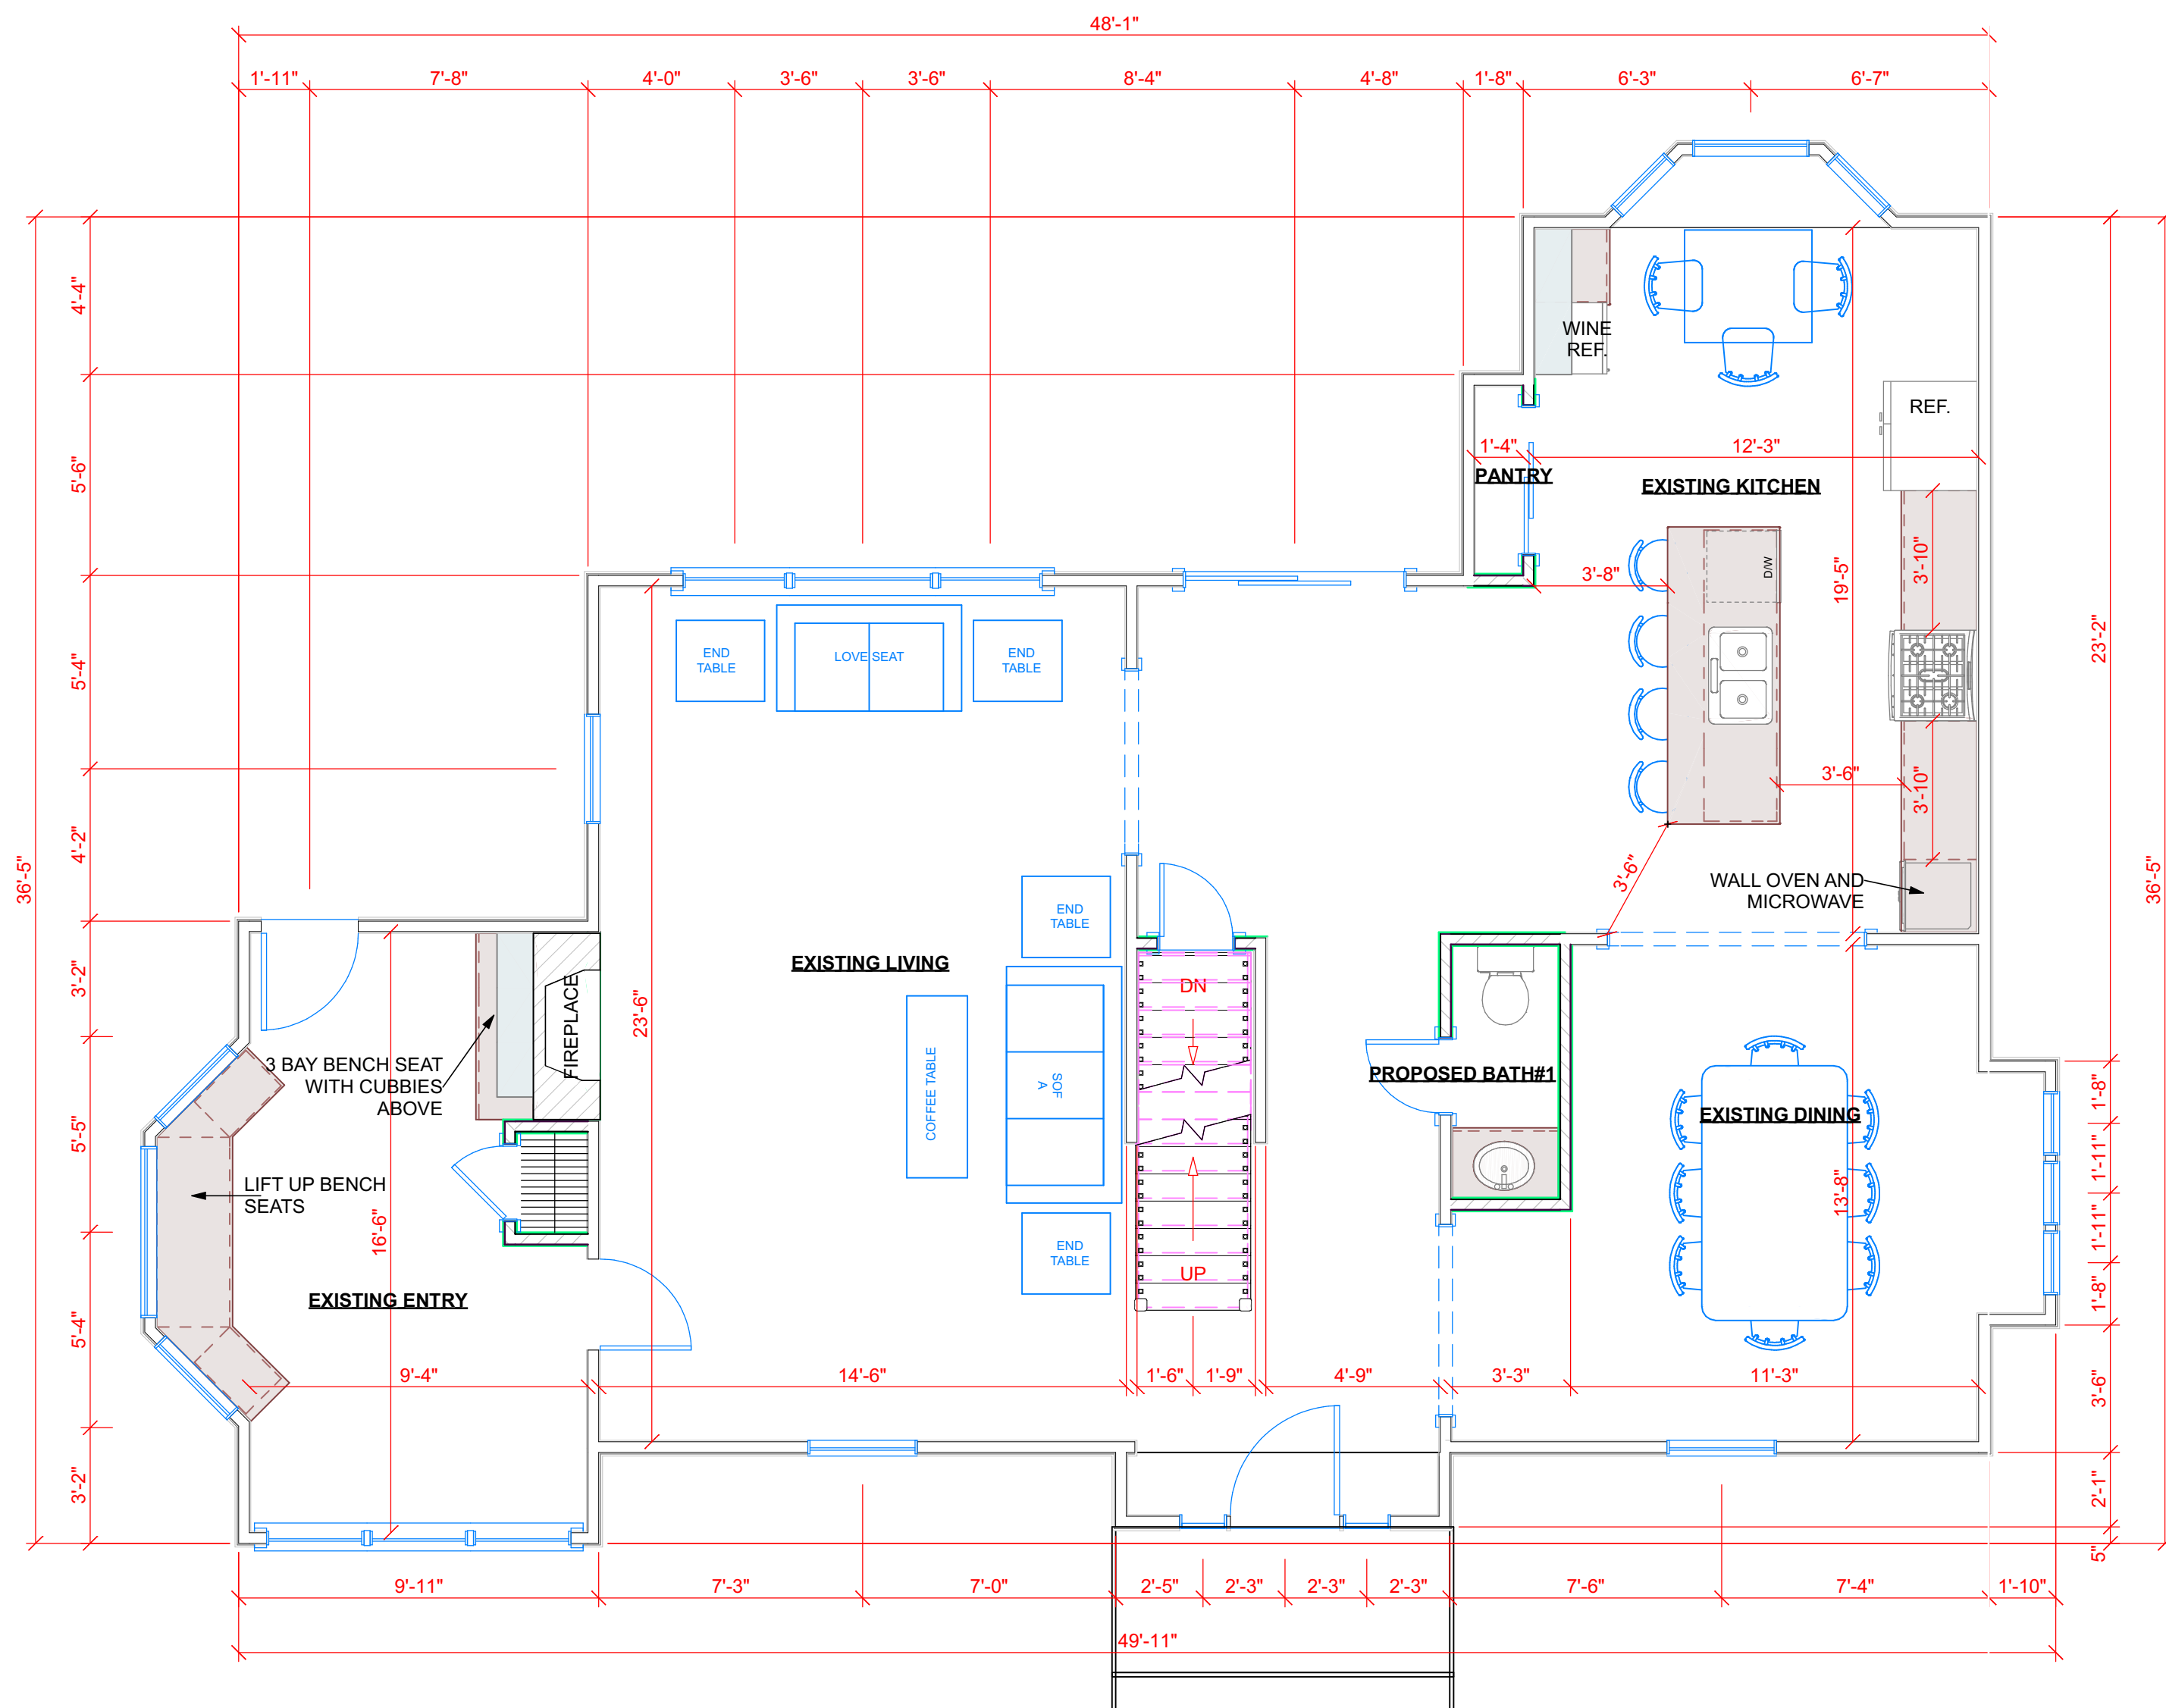 48'-1"
1'-11" 7'-8" 4'-0" 3'-6" 3'-6" 8'-4" 4'-8" 1'-8" 6'-3" 6'-7"
36'-5"
4'-4"
5'-6"
5'-4"
4'-2"
3'-2"
5'-5"
5'-4"
3'-2"
WINE
REF.
REF.
1'-4"
12'-3"
PANTRY
EXISTING KITCHEN
3'-8"
D/W
19'-5"
3'-10"
3'-6"
3'-10"
3'-6"
WALL OVEN AND
MICROWAVE
END
TABLE
LOVE SEAT
END
TABLE
END
TABLE
EXISTING LIVING
23'-6"
COFFEE TABLE
SOF
A
END
TABLE
FIREPLACE
3 BAY BENCH SEAT
WITH CUBBIES
ABOVE
LIFT UP BENCH
SEATS
16'-6"
EXISTING ENTRY
DN
UP
PROPOSED BATH#1
EXISTING DINING
13'-8"
9'-4" 14'-6" 1'-6" 1'-9" 4'-9" 3'-3" 11'-3"
23'-2"
36'-5"
1'-8"
1'-11"
1'-11"
1'-8"
3'-6"
2'-1"
5"
9'-11" 7'-3" 7'-0" 2'-5" 2'-3" 2'-3" 2'-3" 7'-6" 7'-4" 1'-10"
49'-11"